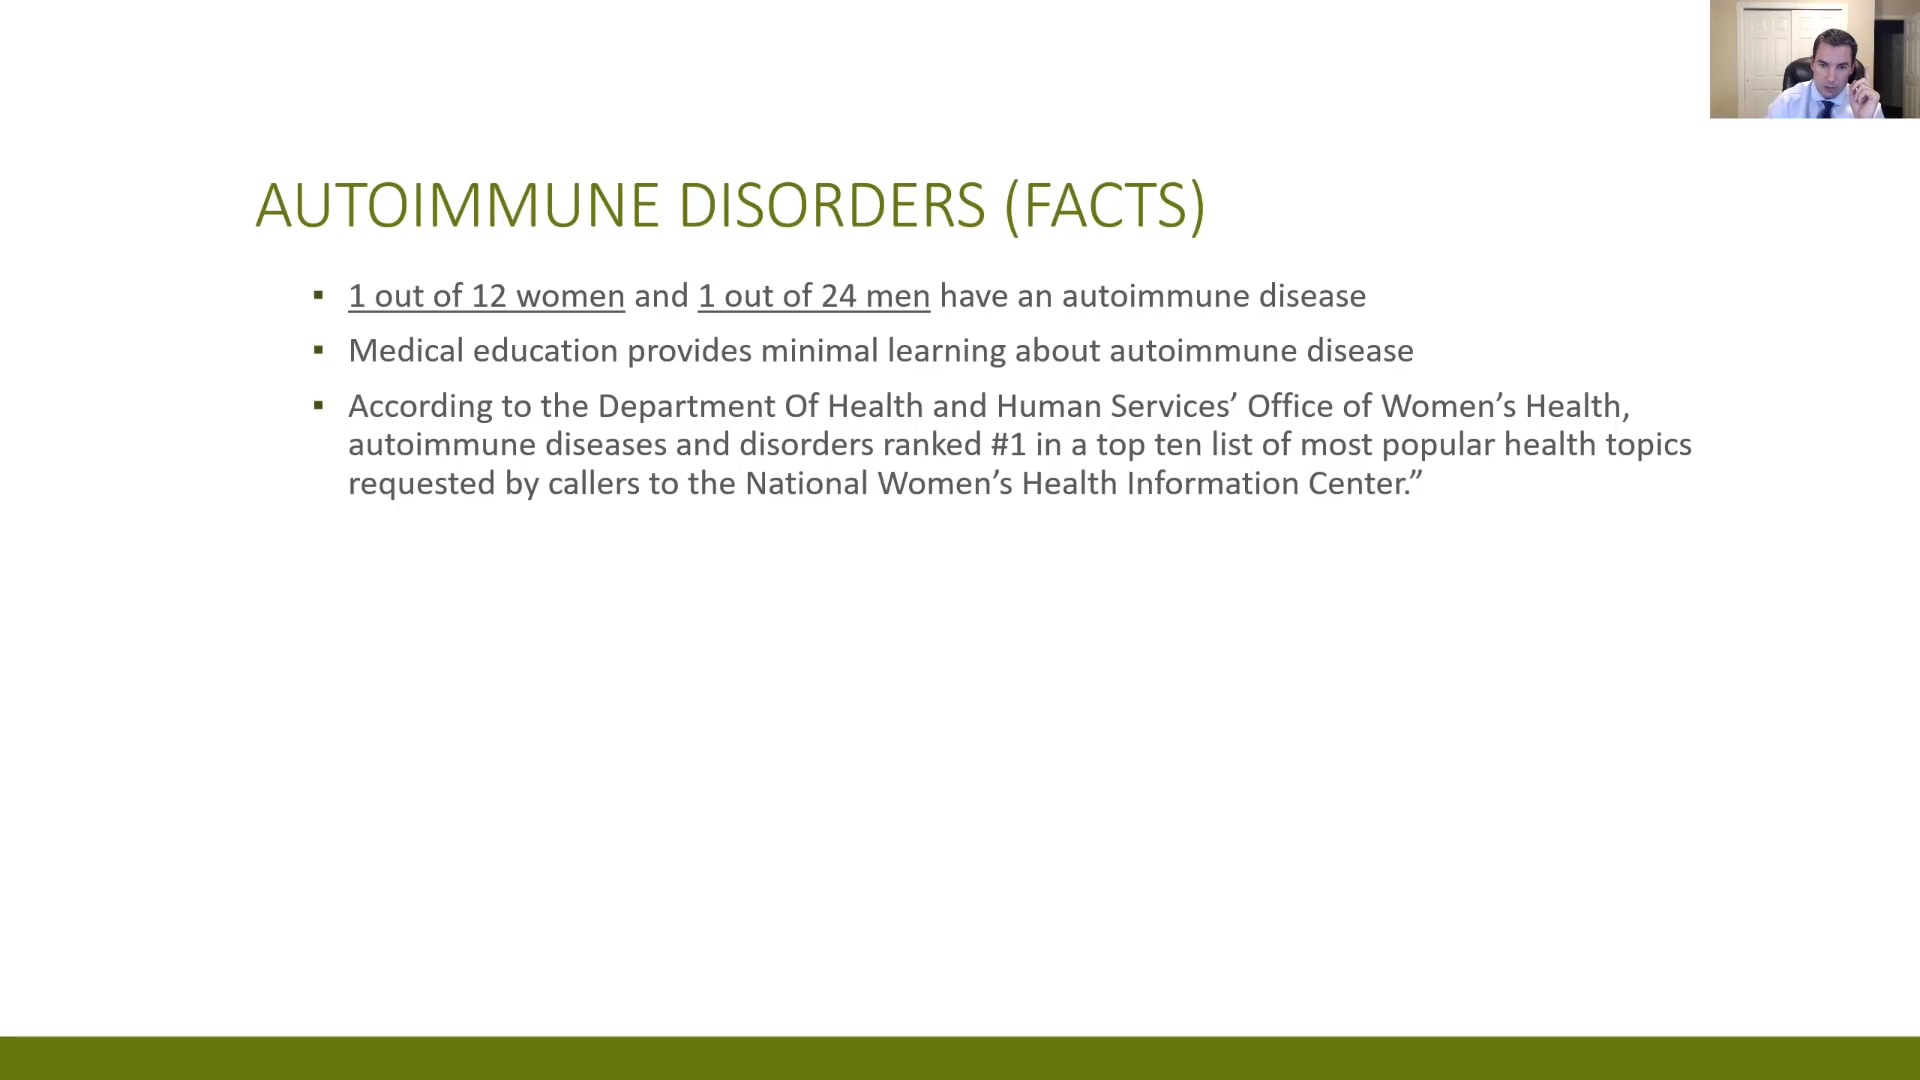 AUTOIMMUNE DISORDERS (FACTS)
▪ 1 out of 12 women and 1 out of 24 men have an autoimmune disease
▪ Medical education provides minimal learning about autoimmune disease
▪ According to the Department Of Health and Human Services’ Office of Women’s Health,
autoimmune diseases and disorders ranked #1 in a top ten list of most popular health topics
requested by callers to the National Women’s Health Information Center.”